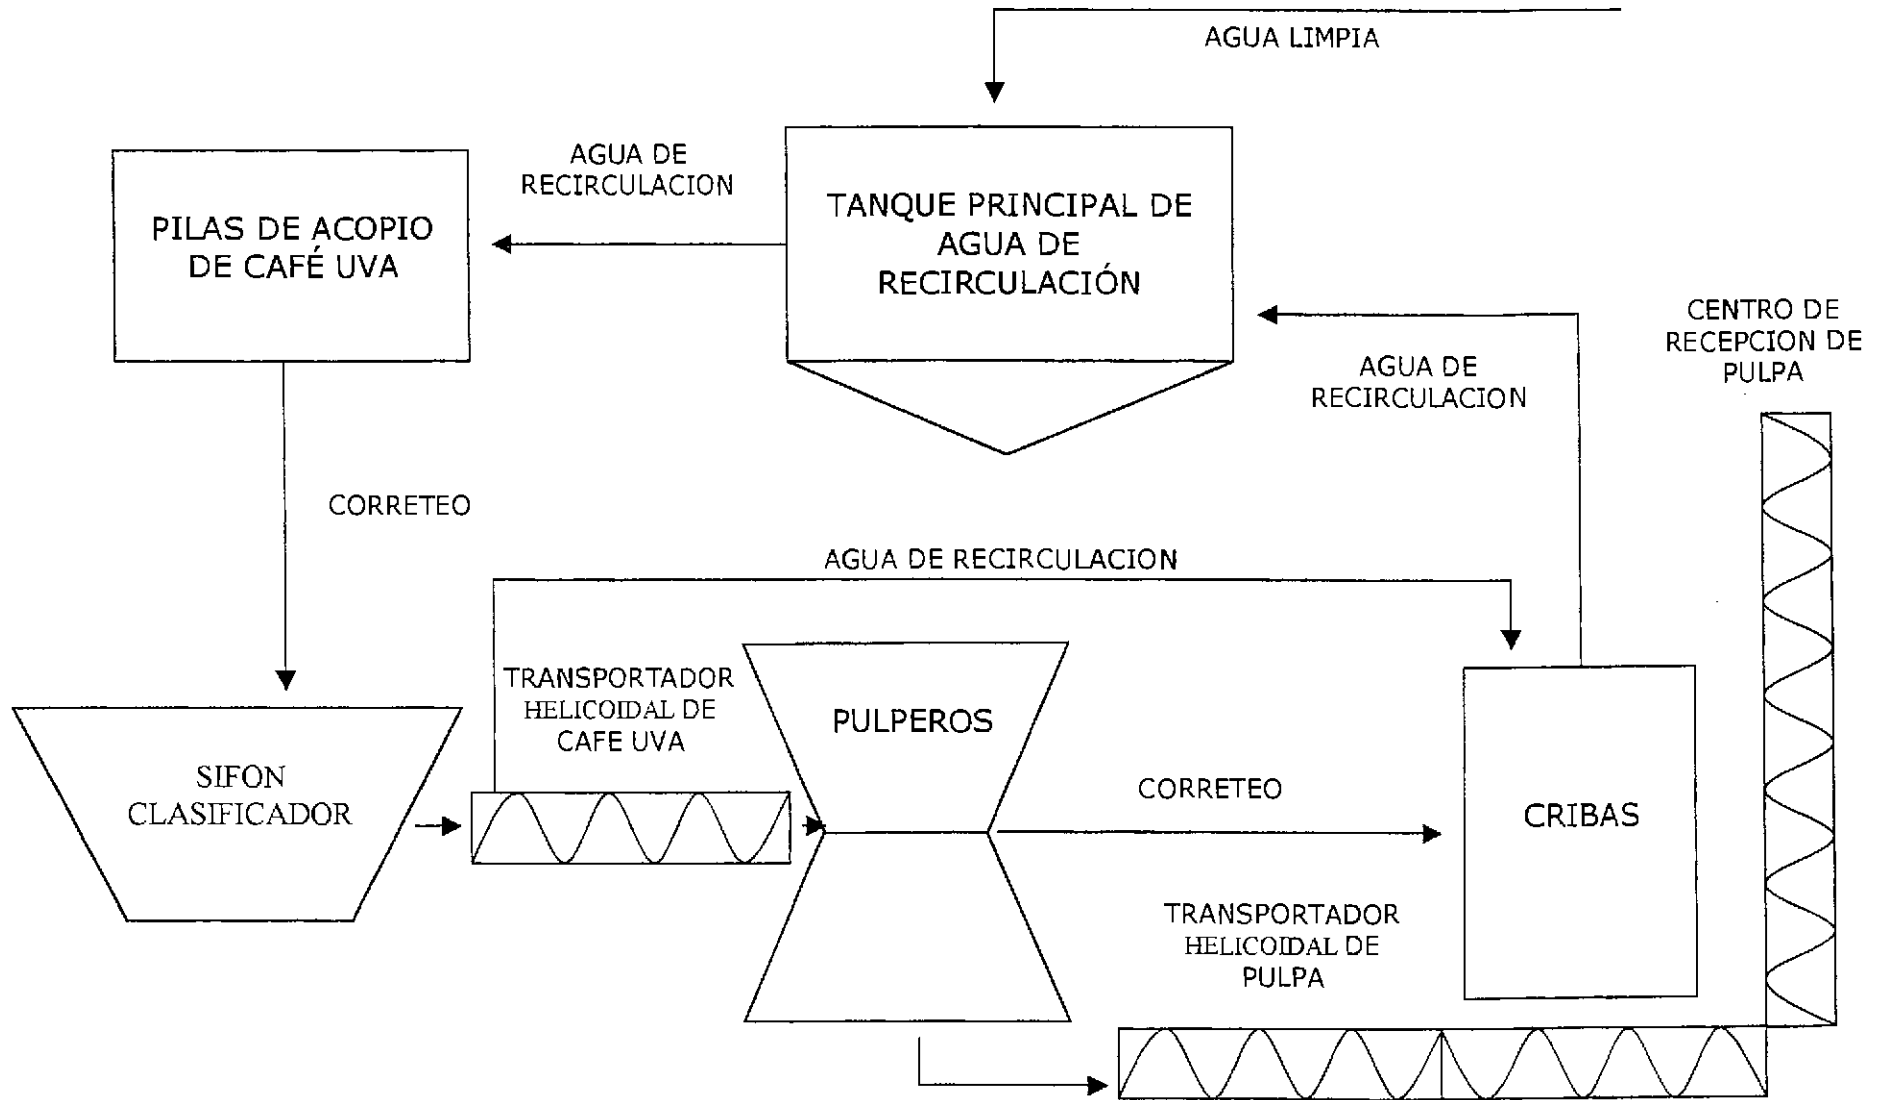 AGUA LIMPIA
AGUA DE
RECIRCULACION
PILAS DE ACOPIO
DE CAFÉ UVA
TANQUE PRINCIPAL DE
AGUA DE
RECIRCULACIÓN
CENTRO DE
RECEPCION DE
PULPA
AGUA DE
RECIRCULACION
CORRETEO
AGUA DE RECIRCULACION
TRANSPORTADOR
HELICOIDAL DE
CAFE UVA
PULPEROS
SIFON
CLASIFICADOR
CORRETEO
CRIBAS
TRANSPORTADOR
HELICOIDAL DE
PULPA